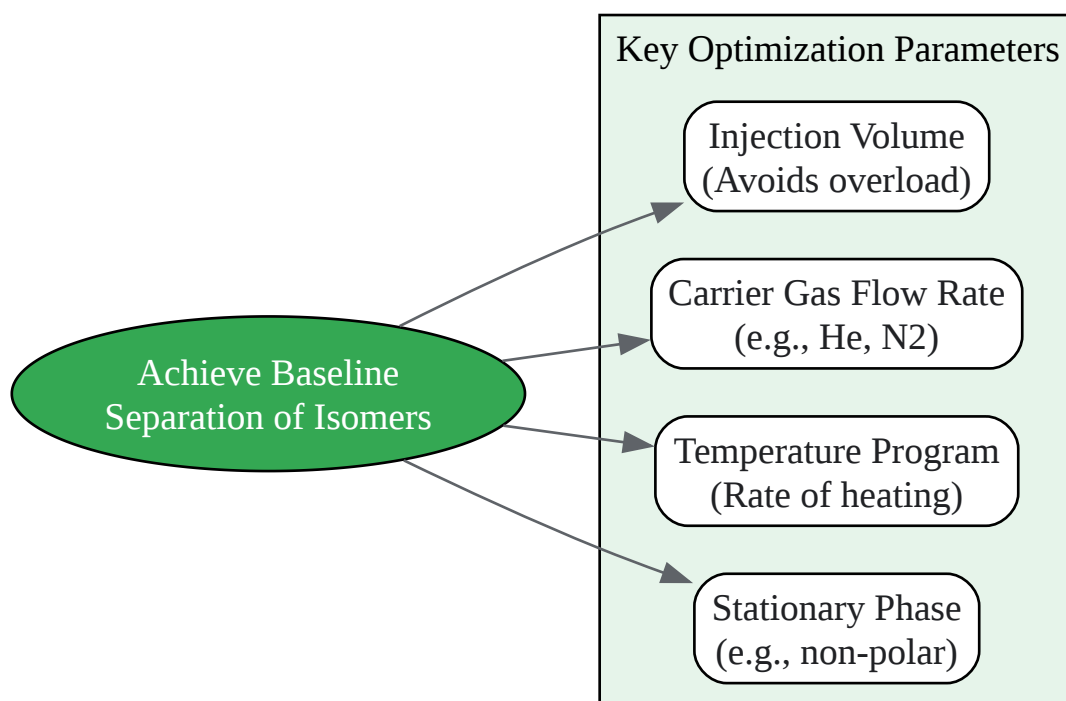 Key Optimization Parameters
Injection Volume
(Avoids overload)
Carrier Gas Flow Rate
(e.g., He, N2)
Achieve Baseline
Separation of Isomers
Temperature Program
(Rate of heating)
Stationary Phase
(e.g., non-polar)